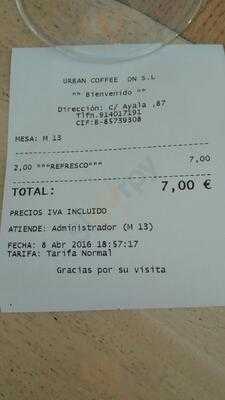 URBAN COFFEE ON S.L
"" Bienvenido ""
Dirección: C/ Ayala ,87
Tlfn.914017191
CIF:B-85739308
MESA: M 13
2,00 """REFRESCO""" 7,00
TOTAL: 7,00 €
PRECIOS IVA INCLUIDO
ATIENDE: Administrador (M 13)
FECHA: 8 Abr 2016 18:57:17
TARIFA: Tarifa Normal
Gracias por su visita